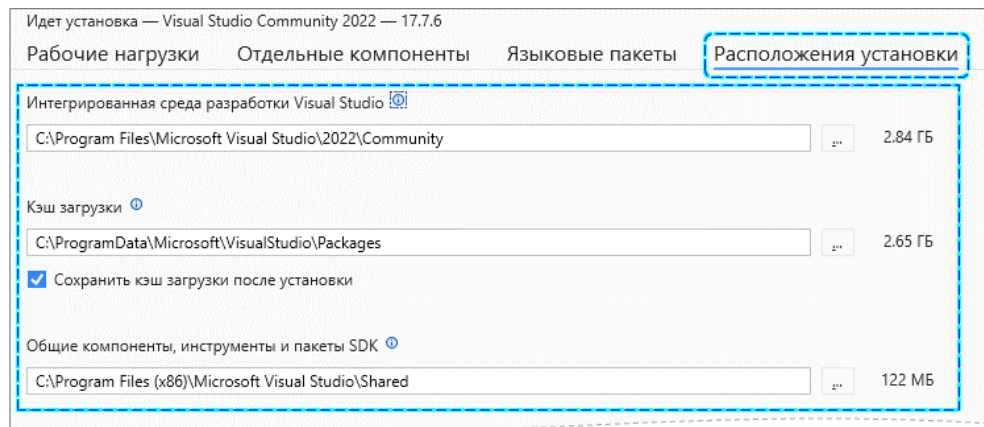 Идет установка — Visual Studio Community 2022 — 17.7.6
Рабочие нагрузки Отдельные компоненты Языковые пакеты Расположения установки
Интегрированная среда разработки Visual Studio
C:\Program Files\Microsoft Visual Studio\2022\Community ... 2.84 ГБ
Кэш загрузки
C:\ProgramData\Microsoft\VisualStudio\Packages ... 2.65 ГБ
Сохранить кэш загрузки после установки
Общие компоненты, инструменты и пакеты SDK
C:\Program Files (x86)\Microsoft Visual Studio\Shared ... 122 МБ